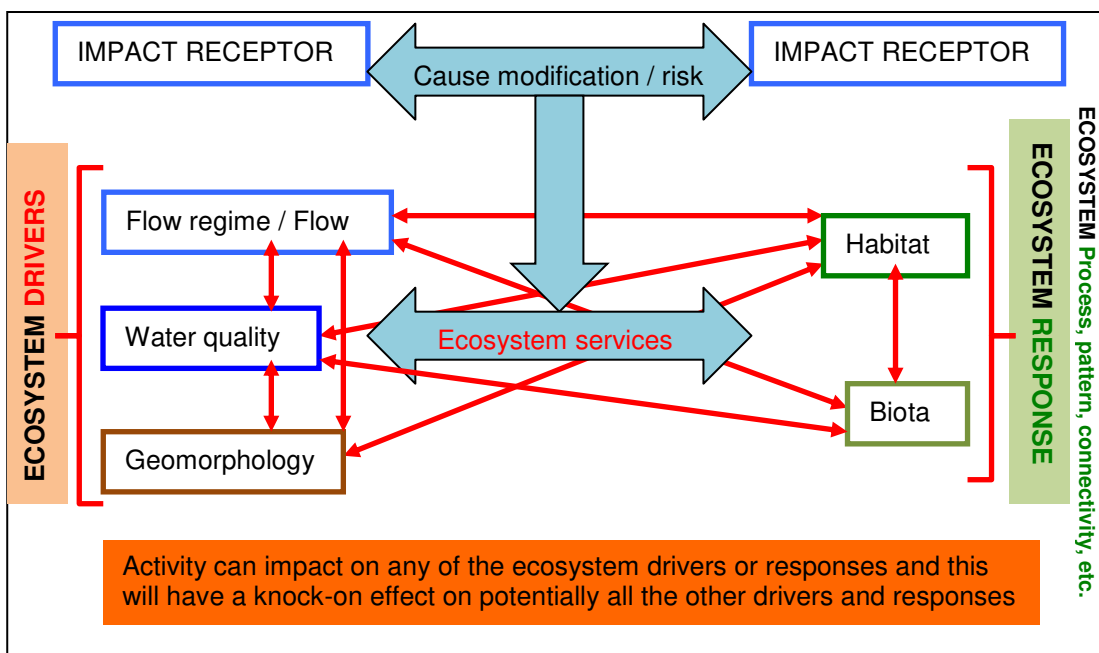 IMPACT RECEPTOR
IMPACT RECEPTOR
Cause modification / risk
ECOSYSTEM DRIVERS
Flow regime / Flow
Water quality
Geomorphology
Ecosystem services
Habitat
Biota
ECOSYSTEM RESPONSE
ECOSYSTEM Process, pattern, connectivity, etc.
Activity can impact on any of the ecosystem drivers or responses and this
will have a knock-on effect on potentially all the other drivers and responses